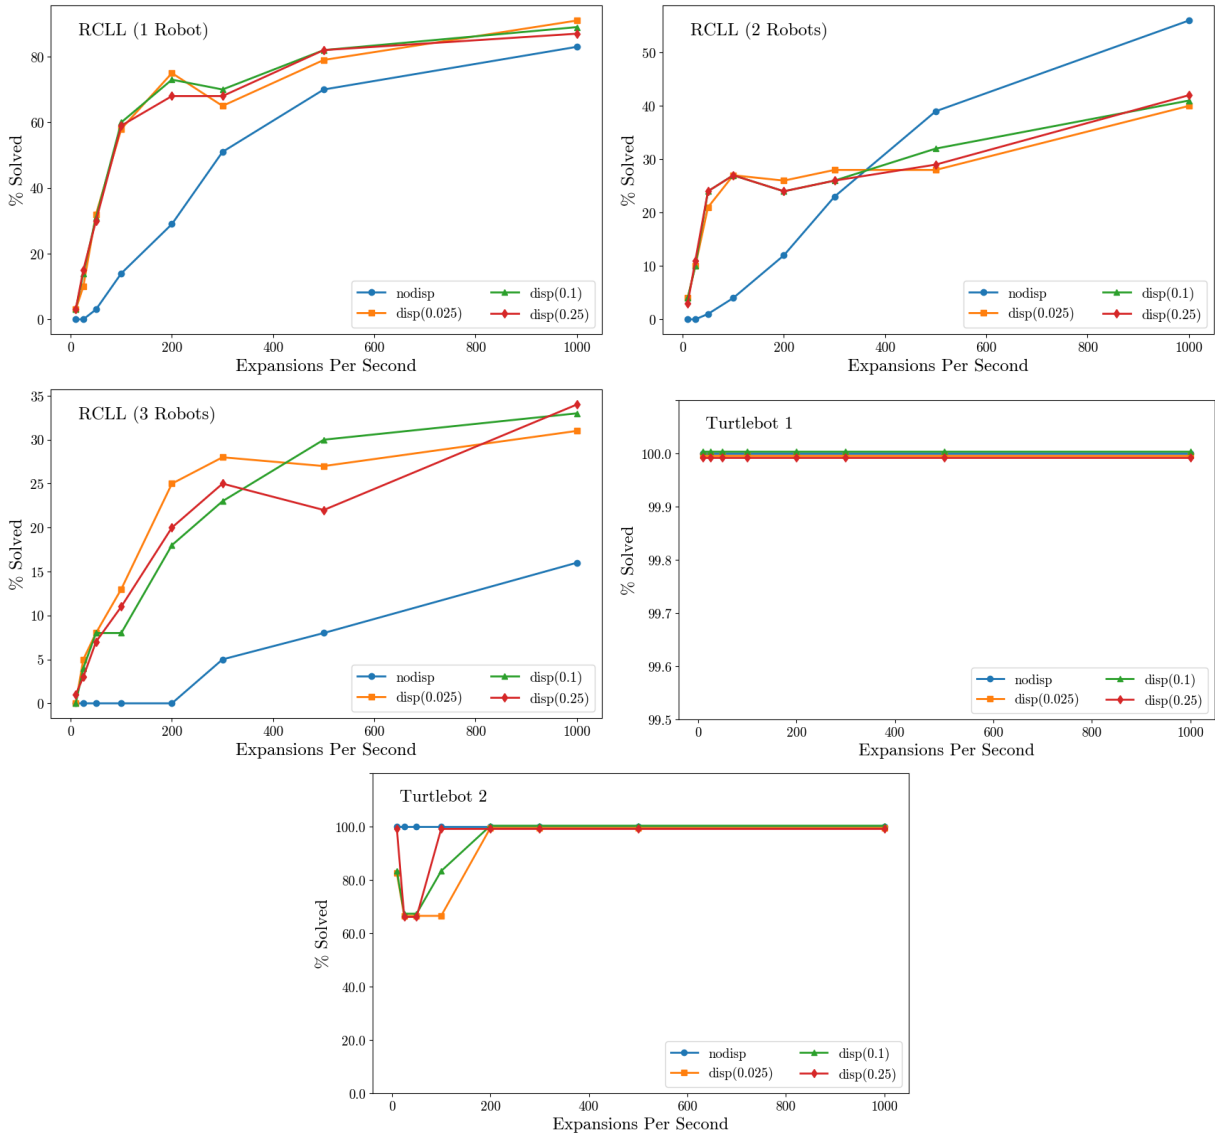 RCLL (1 Robot)
% Solved
80
60
40
20
0
nodisp
disp(0.025)
disp(0.1)
disp(0.25)
0 200 400 600 800 1000
Expansions Per Second
RCLL (2 Robots)
% Solved
50
40
30
20
10
0
nodisp
disp(0.025)
disp(0.1)
disp(0.25)
0 200 400 600 800 1000
Expansions Per Second
RCLL (3 Robots)
% Solved
35
30
25
20
15
10
5
0
nodisp
disp(0.025)
disp(0.1)
disp(0.25)
0 200 400 600 800 1000
Expansions Per Second
Turtlebot 1
% Solved
100.0
99.9
99.8
99.7
99.6
99.5
nodisp
disp(0.025)
disp(0.1)
disp(0.25)
0 200 400 600 800 1000
Expansions Per Second
Turtlebot 2
% Solved
100.0
80.0
60.0
40.0
20.0
0.0
nodisp
disp(0.025)
disp(0.1)
disp(0.25)
0 200 400 600 800 1000
Expansions Per Second